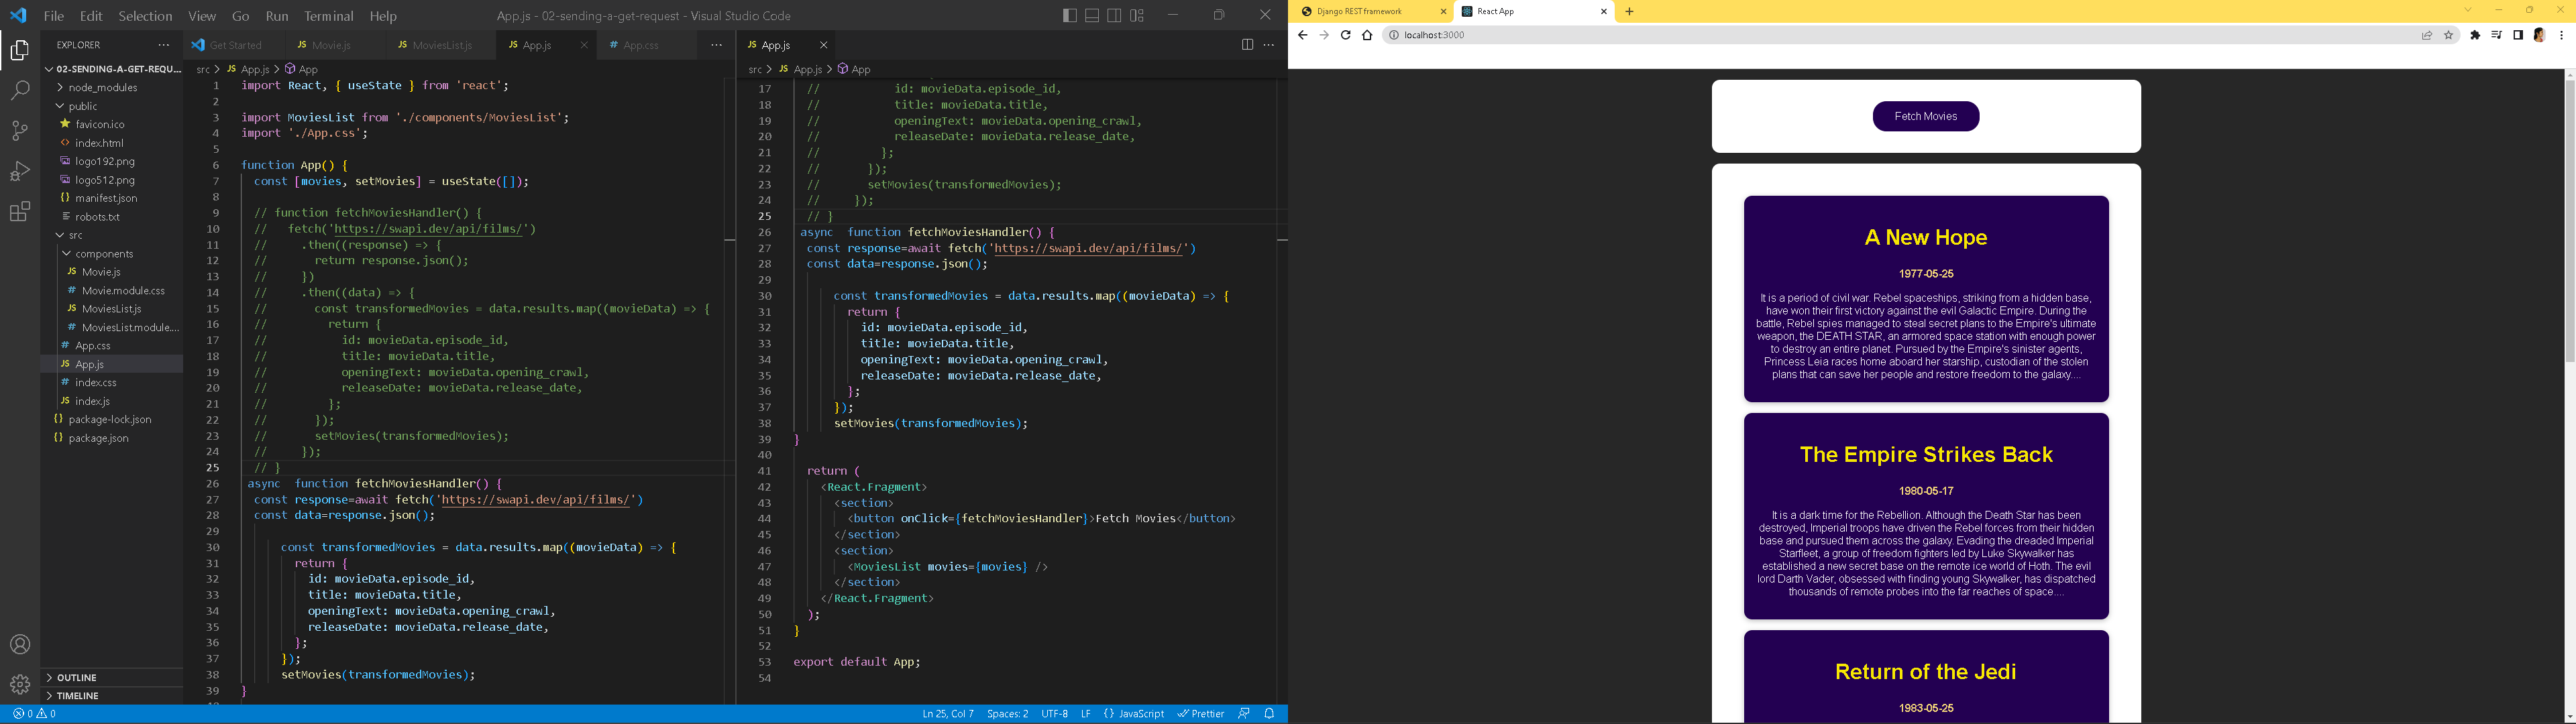 File Edit Selection View Go Run Terminal Help
App.js - 02-sending-a-get-request - Visual Studio Code
EXPLORER
02-SENDING-A-GET-REQU...
node_modules
public
favicon.ico
index.html
logo192.png
logo512.png
manifest.json
robots.txt
src
components
Movie.js
Movie.module.css
MoviesList.js
MoviesList.module....
App.css
App.js
index.css
index.js
package-lock.json
package.json
OUTLINE
TIMELINE
Get Started
Movie.js
MoviesList.js
App.js
App.css
src > App.js > App
1 import React, { useState } from 'react';
2
3 import MoviesList from './components/MoviesList';
4 import './App.css';
5
6 function App() {
7 const [movies, setMovies] = useState([]);
8
9 // function fetchMoviesHandler() {
10 // fetch('https://swapi.dev/api/films/')
11 // .then((response) => {
12 // return response.json();
13 // })
14 // .then((data) => {
15 // const transformedMovies = data.results.map((movieData) => {
16 // return {
17 // id: movieData.episode_id,
18 // title: movieData.title,
19 // openingText: movieData.opening_crawl,
20 // releaseDate: movieData.release_date,
21 // };
22 // });
23 // setMovies(transformedMovies);
24 // });
25 // }
26 async function fetchMoviesHandler() {
27 const response=await fetch('https://swapi.dev/api/films/')
28 const data=response.json();
29
30 const transformedMovies = data.results.map((movieData) => {
31 return {
32 id: movieData.episode_id,
33 title: movieData.title,
34 openingText: movieData.opening_crawl,
35 releaseDate: movieData.release_date,
36 };
37 });
38 setMovies(transformedMovies);
39 }
App.js
src > App.js > App
17 // id: movieData.episode_id,
18 // title: movieData.title,
19 // openingText: movieData.opening_crawl,
20 // releaseDate: movieData.release_date,
21 // };
22 // });
23 // setMovies(transformedMovies);
24 // });
25 // }
26 async function fetchMoviesHandler() {
27 const response=await fetch('https://swapi.dev/api/films/')
28 const data=response.json();
29
30 const transformedMovies = data.results.map((movieData) => {
31 return {
32 id: movieData.episode_id,
33 title: movieData.title,
34 openingText: movieData.opening_crawl,
35 releaseDate: movieData.release_date,
36 };
37 });
38 setMovies(transformedMovies);
39 }
40
41 return (
42 <React.Fragment>
43 <section>
44 <button onClick={fetchMoviesHandler}>Fetch Movies</button>
45 </section>
46 <section>
47 <MoviesList movies={movies} />
48 </section>
49 </React.Fragment>
50 );
51 }
52
53 export default App;
54
0 0
Ln 25, Col 7 Spaces: 2 UTF-8 LF {} JavaScript Prettier
Django REST framework
React App
localhost:3000
Fetch Movies
A New Hope
1977-05-25
It is a period of civil war. Rebel spaceships, striking from a hidden base,
have won their first victory against the evil Galactic Empire. During the
battle, Rebel spies managed to steal secret plans to the Empire's ultimate
weapon, the DEATH STAR, an armored space station with enough power
to destroy an entire planet. Pursued by the Empire's sinister agents,
Princess Leia races home aboard her starship, custodian of the stolen
plans that can save her people and restore freedom to the galaxy....
The Empire Strikes Back
1980-05-17
It is a dark time for the Rebellion. Although the Death Star has been
destroyed, Imperial troops have driven the Rebel forces from their hidden
base and pursued them across the galaxy. Evading the dreaded Imperial
Starfleet, a group of freedom fighters led by Luke Skywalker has
established a new secret base on the remote ice world of Hoth. The evil
lord Darth Vader, obsessed with finding young Skywalker, has dispatched
thousands of remote probes into the far reaches of space....
Return of the Jedi
1983-05-25